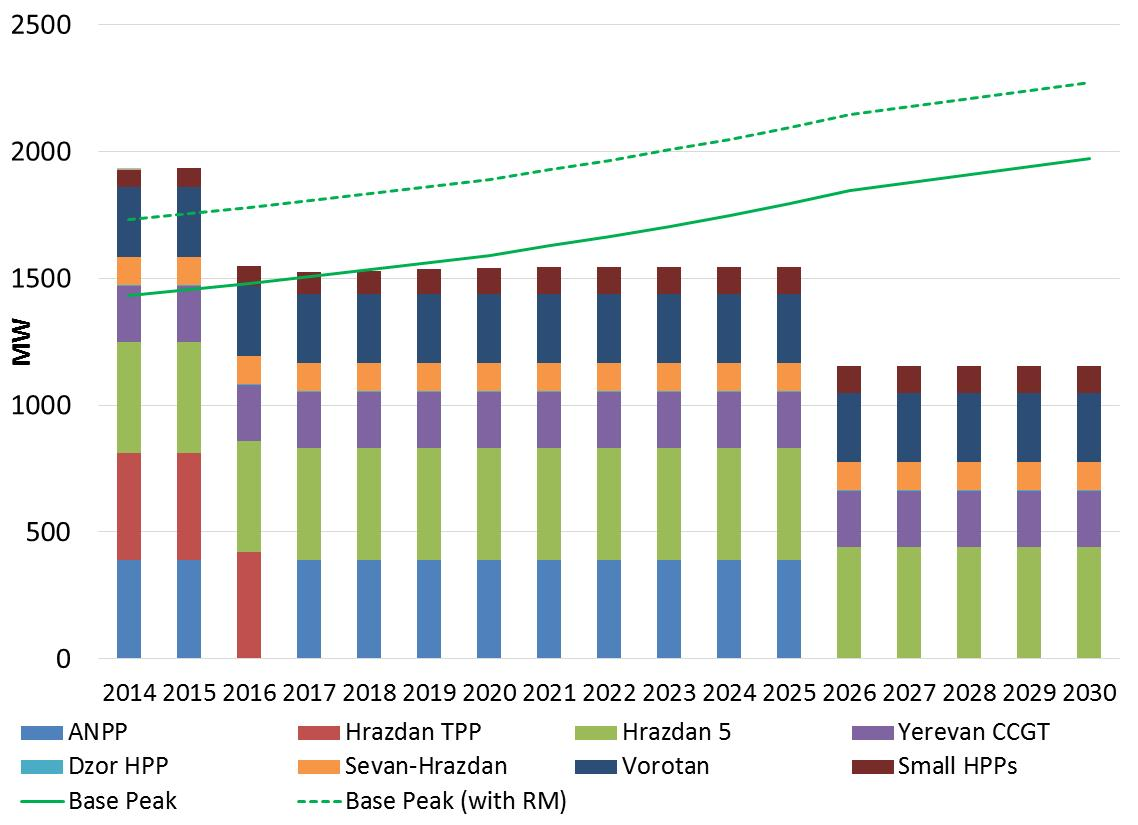 2500
2000
1500
1000
500
0
MW
2014 2015 2016 2017 2018 2019 2020 2021 2022 2023 2024 2025 2026 2027 2028 2029 2030
ANPP Hrazdan TPP Hrazdan 5 Yerevan CCGT
Dzor HPP Sevan-Hrazdan Vorotan Small HPPs
Base Peak Base Peak (with RM)